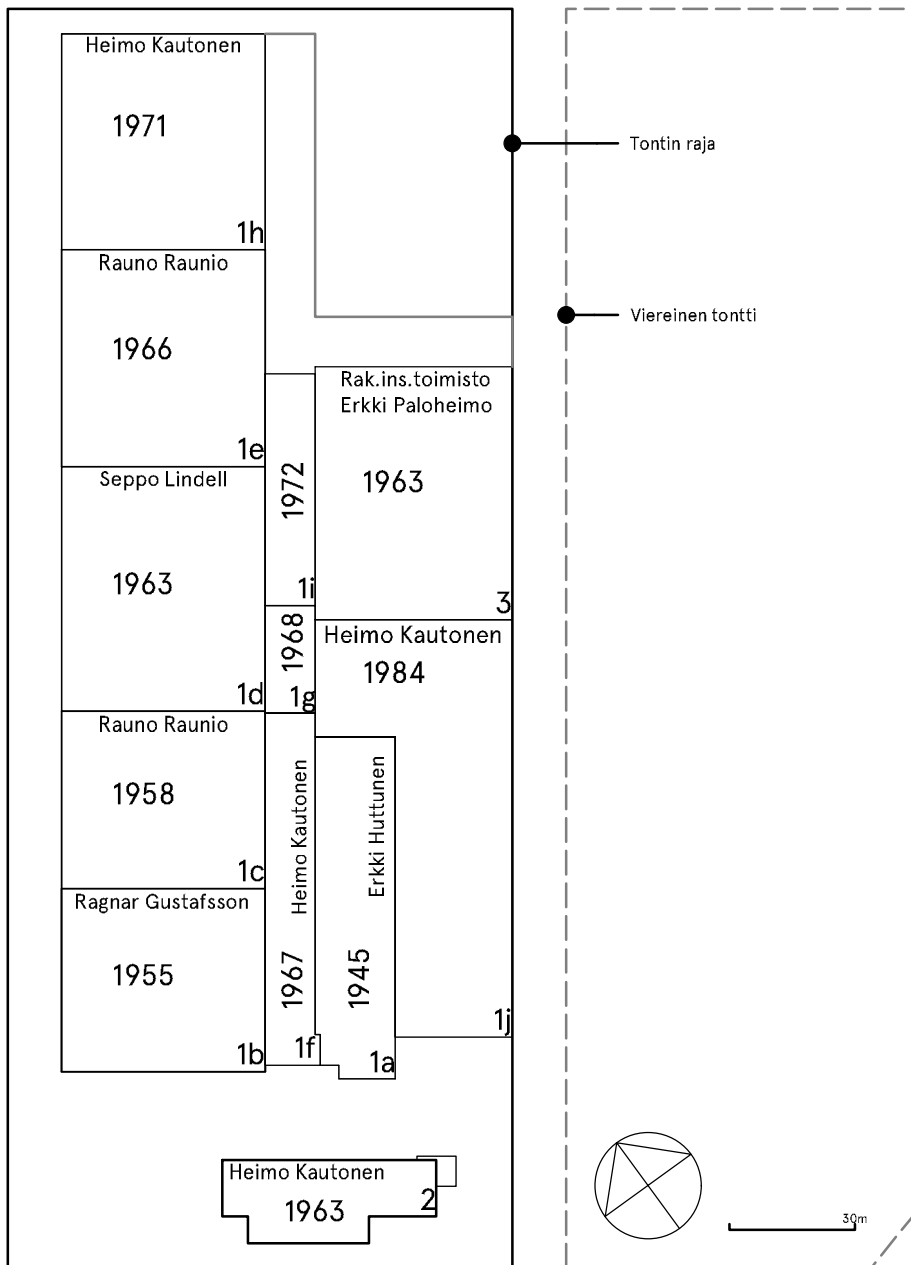 Heimo Kautonen
1971
1h
Tontin raja
Rauno Raunio
1966
1e
Viereinen tontti
Seppo Lindell
1963
1d
1972
1i
Rak.ins.toimisto
Erkki Paloheimo
1963
3
1968
1g
Heimo Kautonen
1984
1j
Rauno Raunio
1958
1c
Heimo Kautonen
1967
1f
Erkki Huttunen
1945
1a
Ragnar Gustafsson
1955
1b
Heimo Kautonen
1963
2
30m